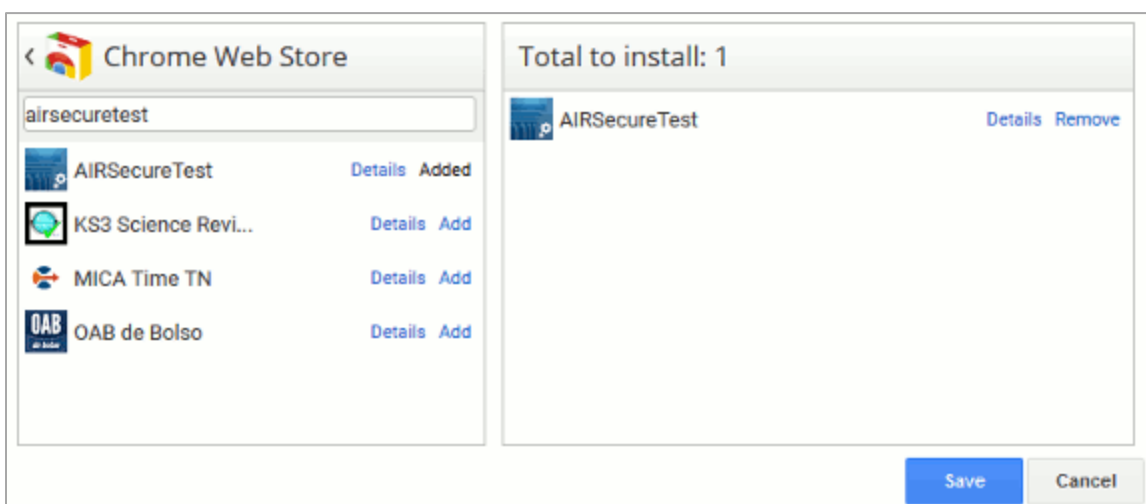 Chrome Web Store
airsecuretest
AIRSecureTest Details Added
KS3 Science Revi... Details Add
MICA Time TN Details Add
OAB de Bolso Details Add
OAB
Total to install: 1
AIRSecureTest Details Remove
Save Cancel